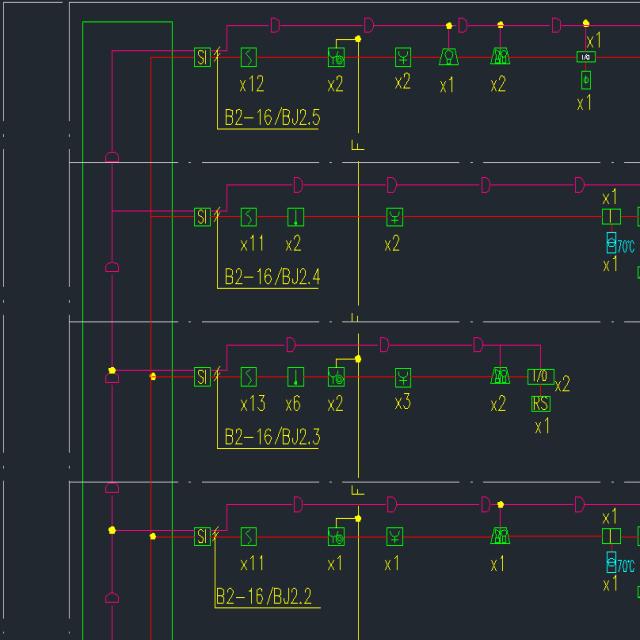 x1
SI
I/O
x12
x2
x2
x1
x2
x1
B2-16/BJ2.5
F
x1
SI
70℃
x11
x2
x2
x1
B2-16/BJ2.4
F
SI
I/O
x2
x13
x6
x2
x3
x2
RS
x1
B2-16/BJ2.3
F
x1
SI
70℃
x11
x1
x1
x1
x1
B2-16/BJ2.2